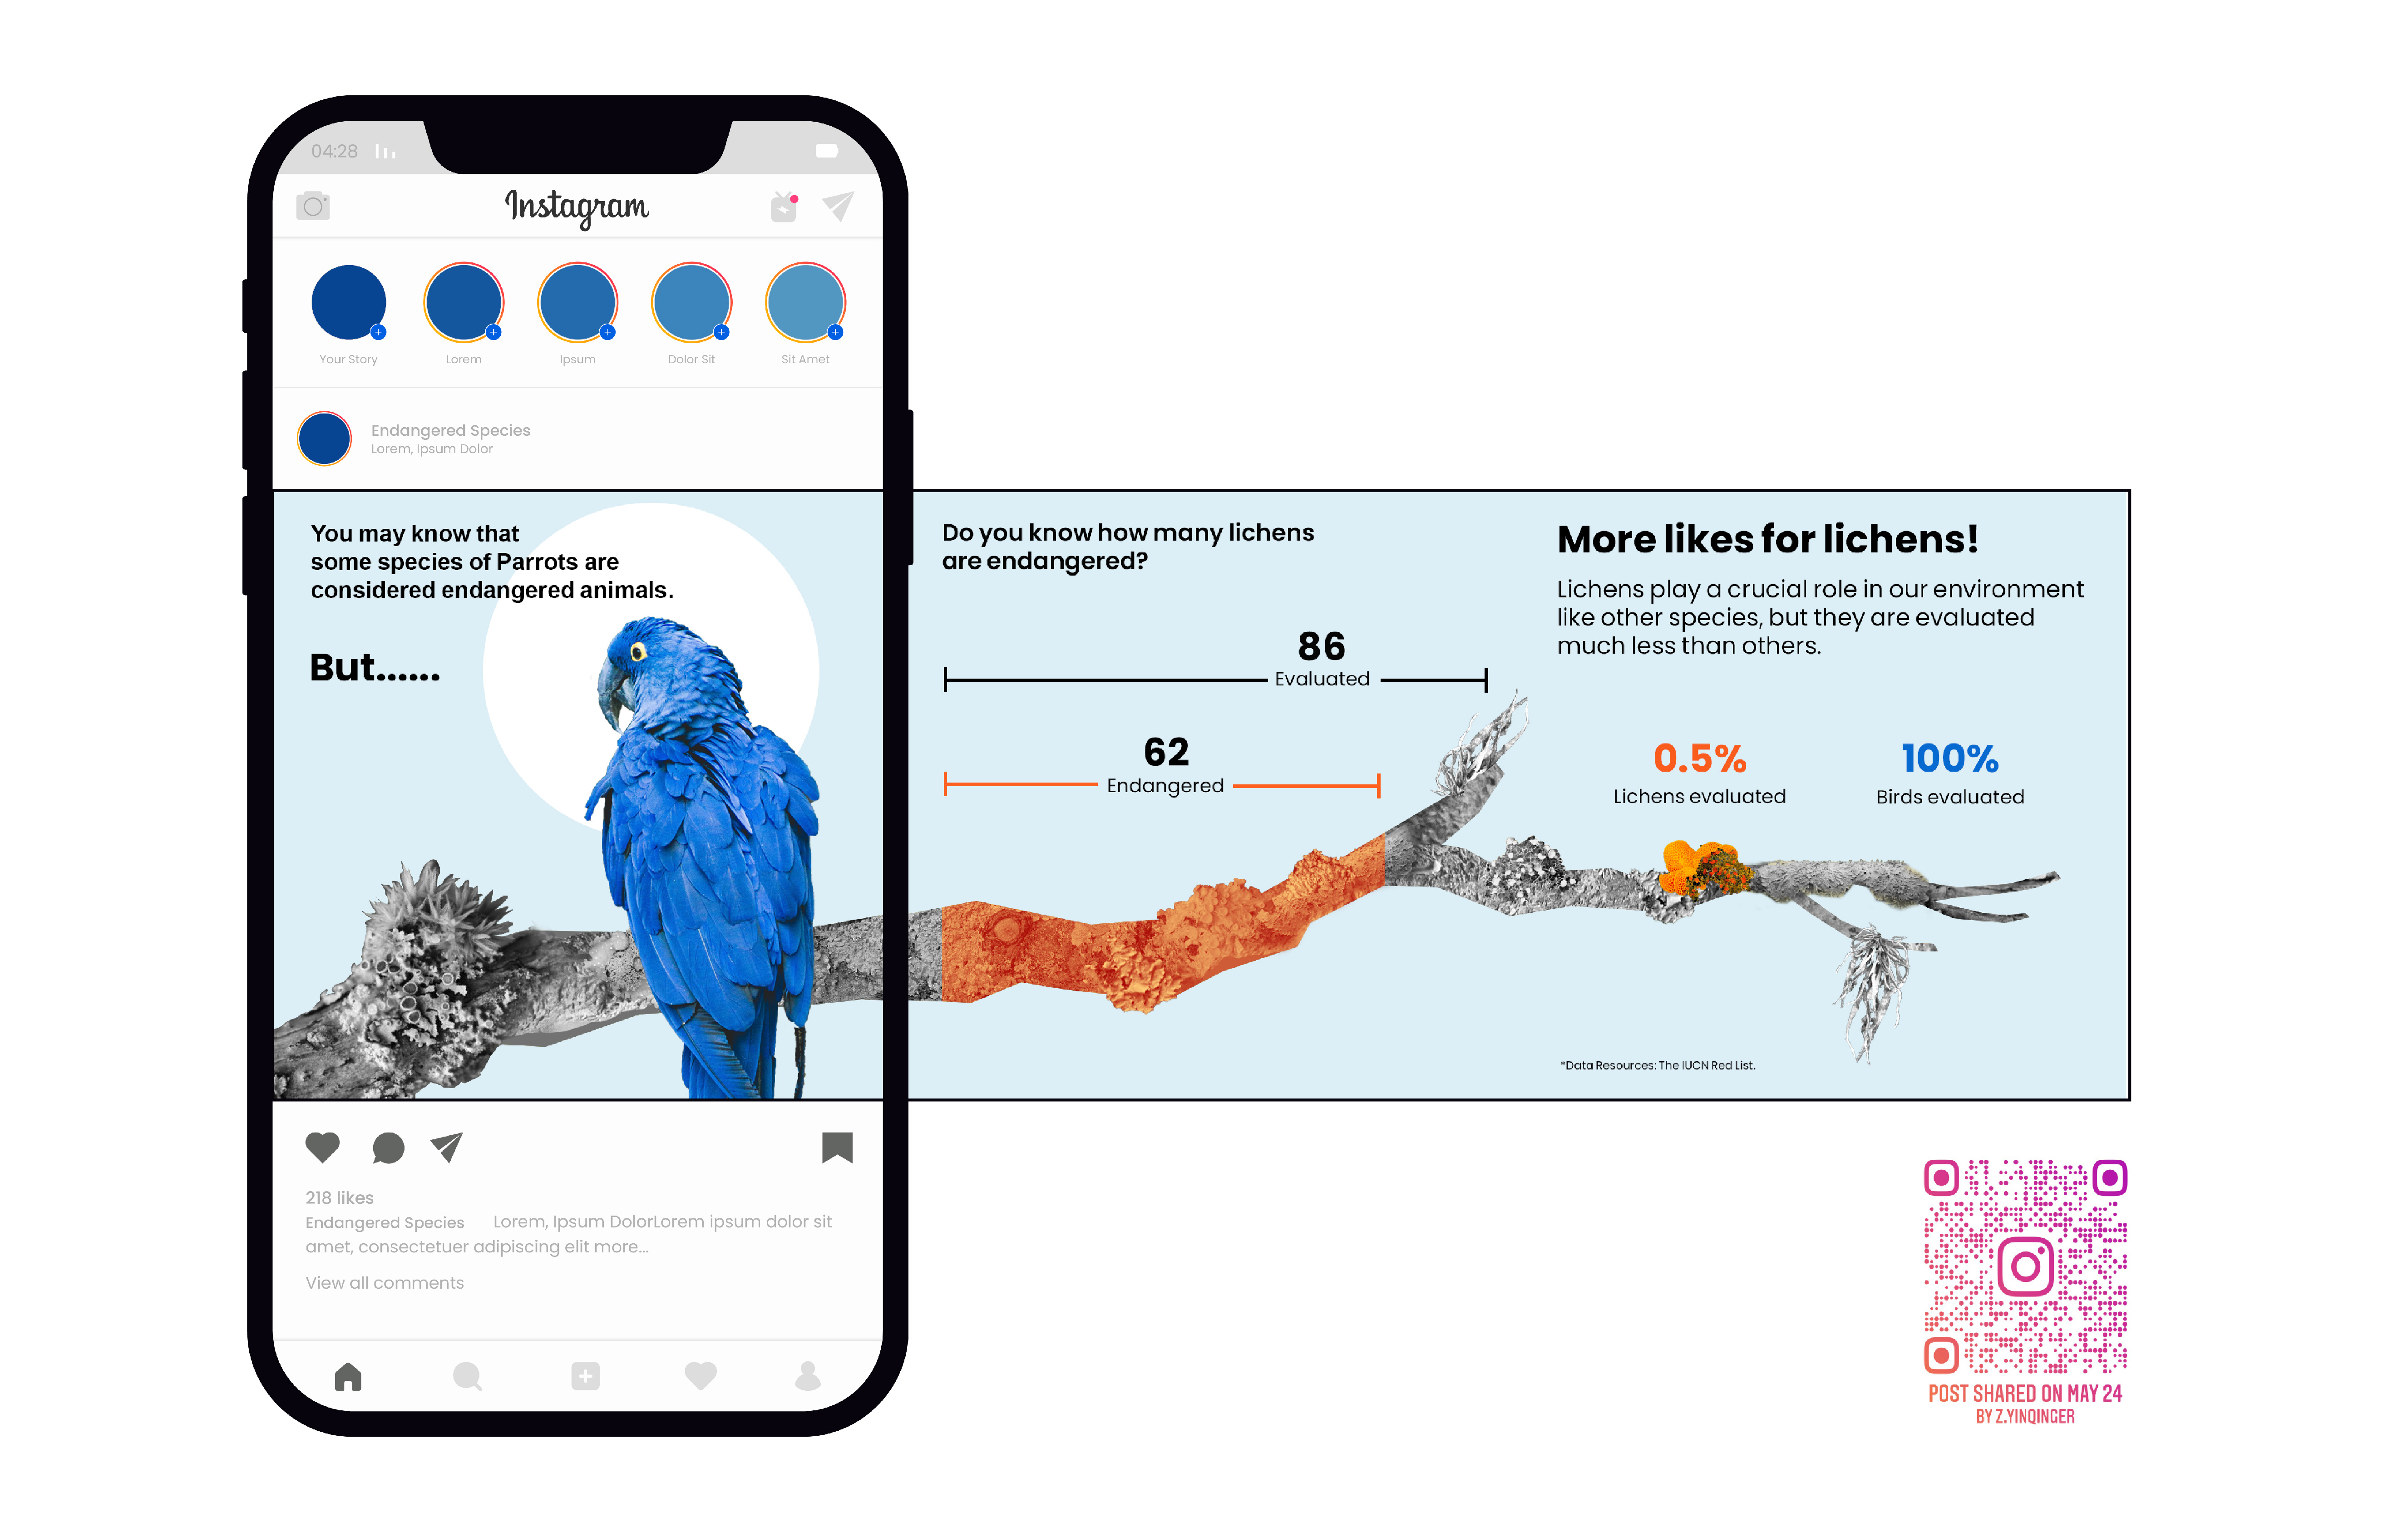 04:28
Instagram
Your Story
Lorem
Ipsum
Dolor Sit
Sit Amet
Endangered Species
Lorem, Ipsum Dolor
You may know that
some species of Parrots are
considered endangered animals.
But......
Do you know how many lichens
are endangered?
86
Evaluated
62
Endangered
More likes for lichens!
Lichens play a crucial role in our environment
like other species, but they are evaluated
much less than others.
0.5%
Lichens evaluated
100%
Birds evaluated
*Data Resources: The IUCN Red List.
218 likes
Endangered Species Lorem, Ipsum DolorLorem ipsum dolor sit
amet, consectetuer adipiscing elit more...
View all comments
POST SHARED ON MAY 24
BY Z.YINQINGER